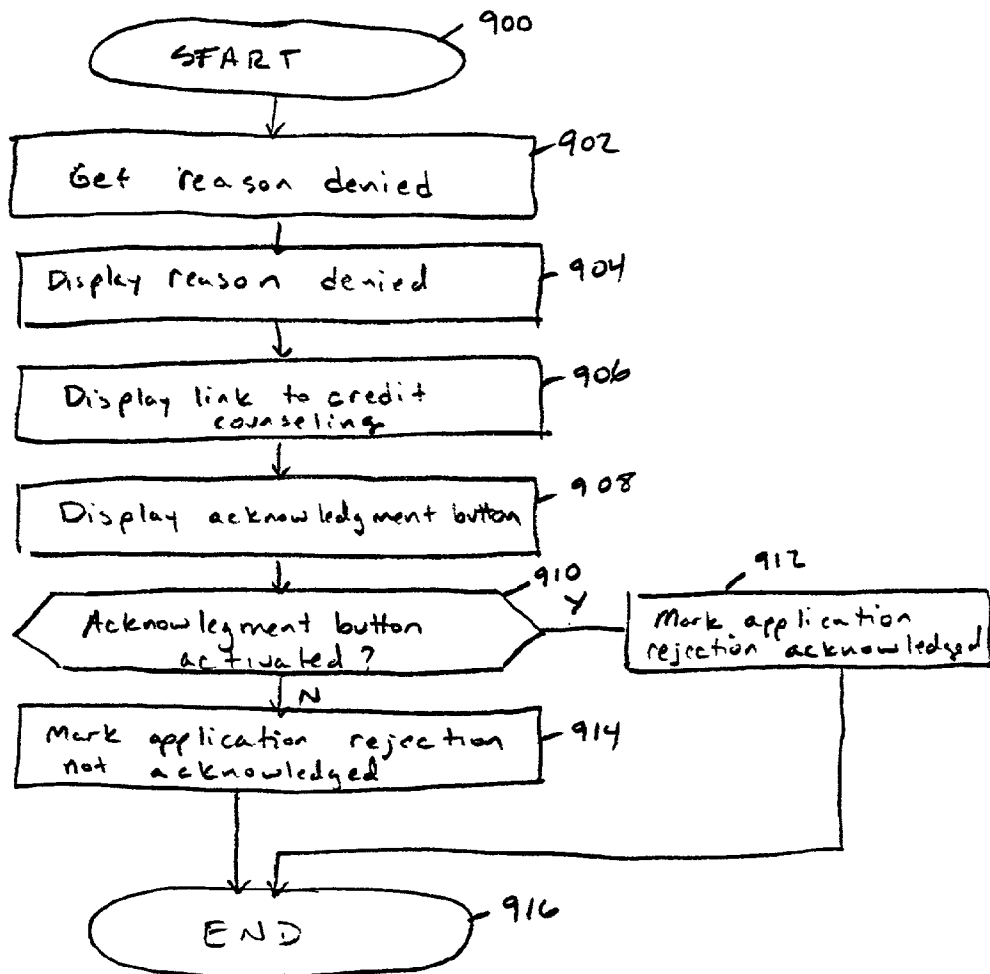 900
START
902
Get reason denied
Display reason denied
904
906
Display link to credit
counseling
908
Display acknowledgment button
910
912
Acknowlegment button
activated?
Y
Mark application
rejection acknowledged
N
Mark application rejection
not acknowledged
914
END
916